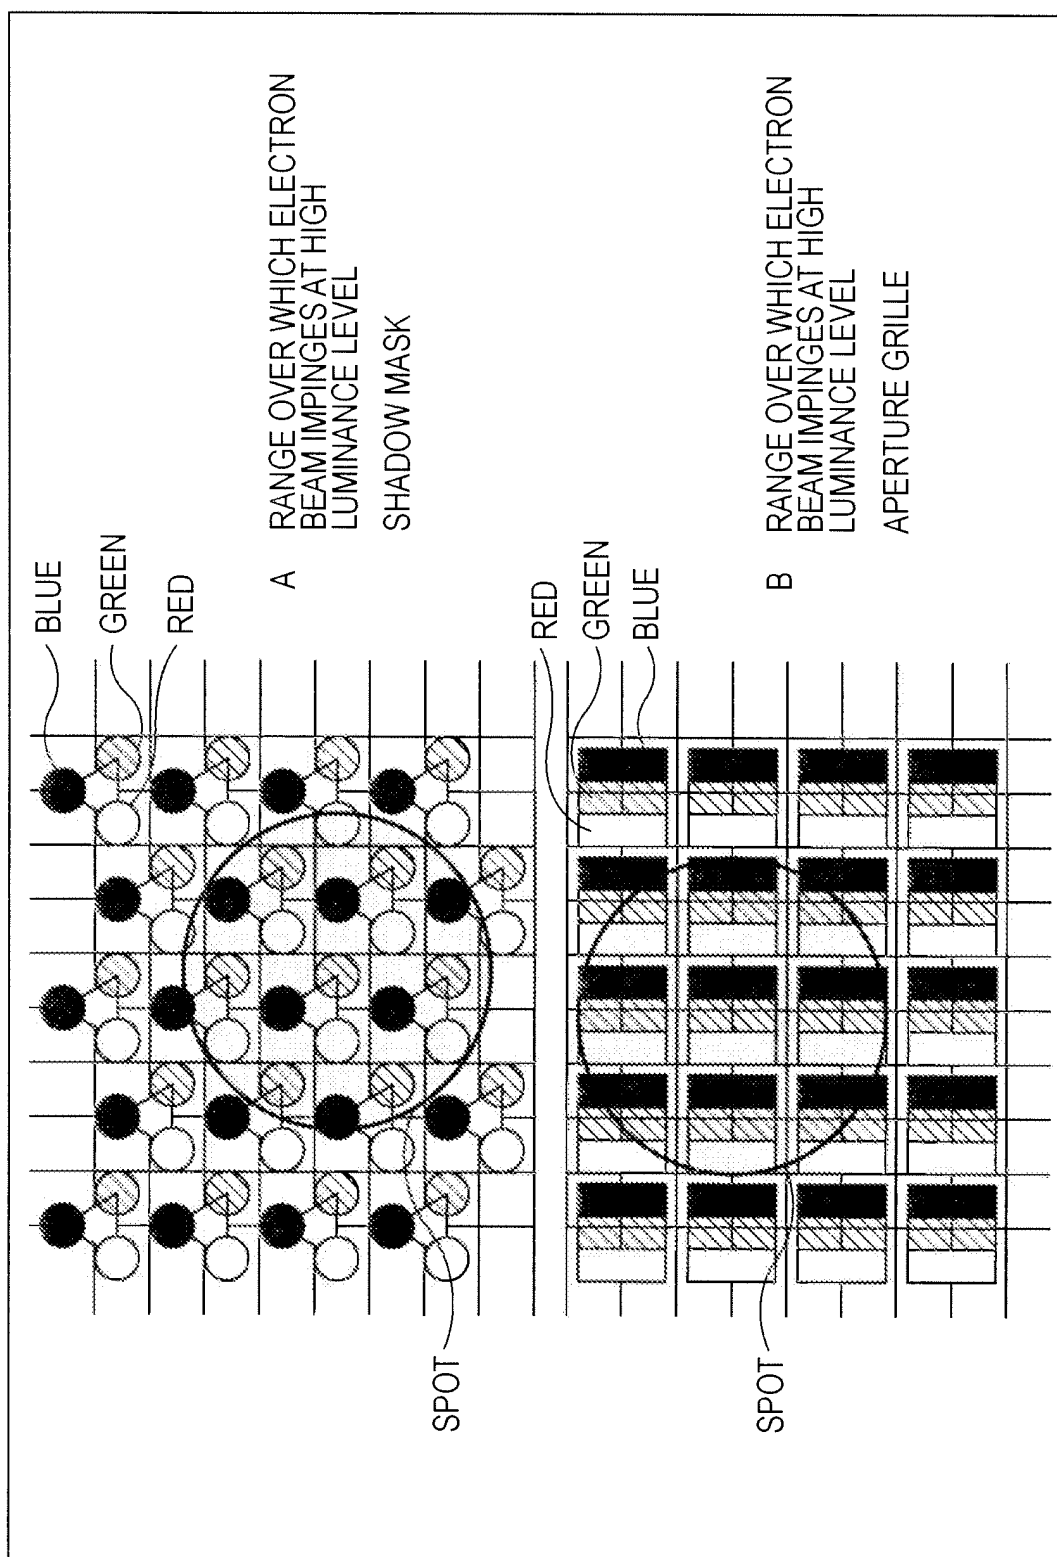 BLUE
GREEN
RED
A
RANGE OVER WHICH ELECTRON
BEAM IMPINGES AT HIGH
LUMINANCE LEVEL
SHADOW MASK
SPOT
RED
GREEN
BLUE
B
RANGE OVER WHICH ELECTRON
BEAM IMPINGES AT HIGH
LUMINANCE LEVEL
APERTURE GRILLE
SPOT